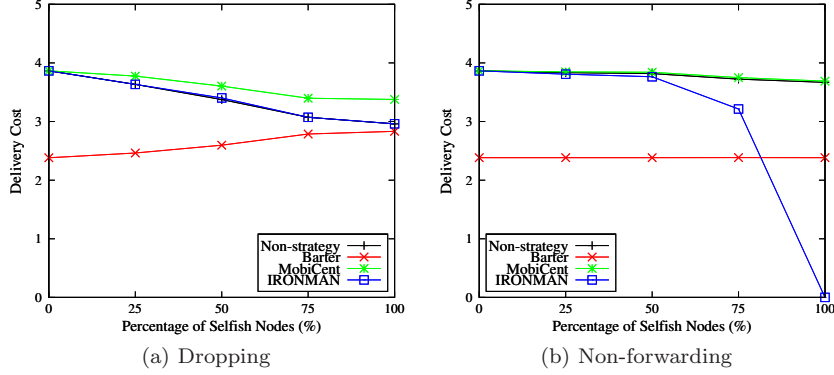 5
4
3
2
1
0
Delivery Cost
Non-strategy
Barter
MobiCent
IRONMAN
0 25 50 75 100
Percentage of Selfish Nodes (%)
(a) Dropping
5
4
3
2
1
0
Delivery Cost
Non-strategy
Barter
MobiCent
IRONMAN
0 25 50 75 100
Percentage of Selfish Nodes (%)
(b) Non-forwarding